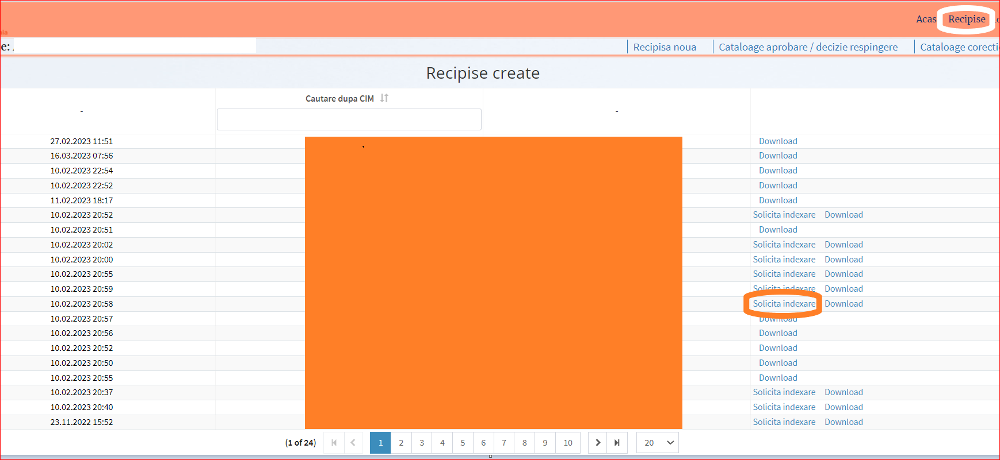 Acas Recipise
e: Recipisa noua Cataloage aprobare / decizie respingere Cataloage corecti
Recipise create
- Cautare dupa CIM -
27.02.2023 11:51 Download
16.03.2023 07:56 Download
10.02.2023 22:54 Download
10.02.2023 22:52 Download
11.02.2023 18:17 Download
10.02.2023 20:52 Solicita indexare Download
10.02.2023 20:51 Download
10.02.2023 20:02 Solicita indexare Download
10.02.2023 20:00 Solicita indexare Download
10.02.2023 20:55 Solicita indexare Download
10.02.2023 20:59 Solicita indexare Download
10.02.2023 20:58 Solicita indexare Download
10.02.2023 20:57 Download
10.02.2023 20:56 Download
10.02.2023 20:52 Download
10.02.2023 20:50 Download
10.02.2023 20:55 Download
10.02.2023 20:37 Solicita indexare Download
10.02.2023 20:40 Solicita indexare Download
23.11.2022 15:52 Solicita indexare Download
(1 of 24) 1 2 3 4 5 6 7 8 9 10 20